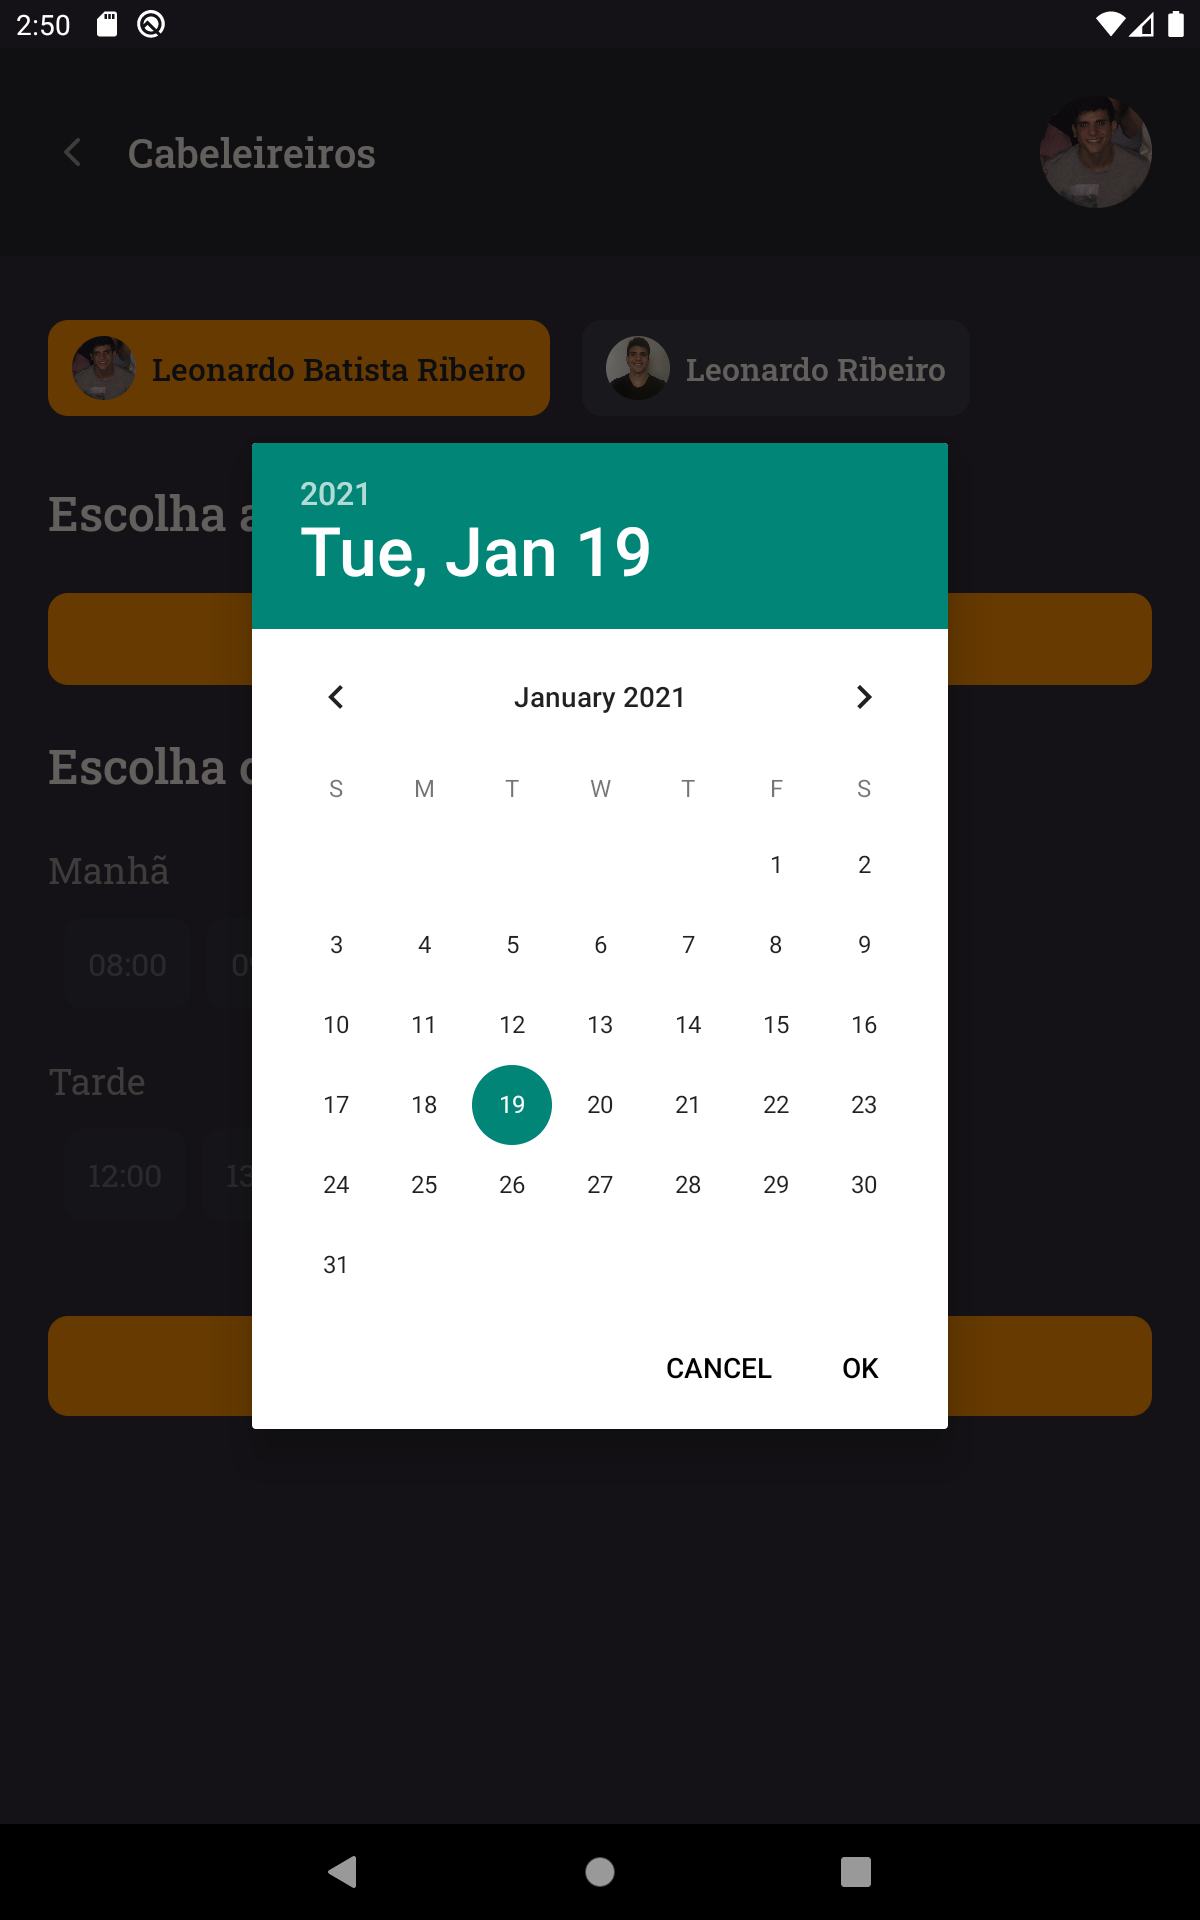 2:50
Cabeleireiros
Leonardo Batista Ribeiro
Leonardo Ribeiro
Escolha
2021
Tue, Jan 19
January 2021
S M T W T F S
1 2
3 4 5 6 7 8 9
10 11 12 13 14 15 16
17 18 19 20 21 22 23
24 25 26 27 28 29 30
31
CANCEL OK
Escolha
Manhã
08:00
Tarde
12:00 13